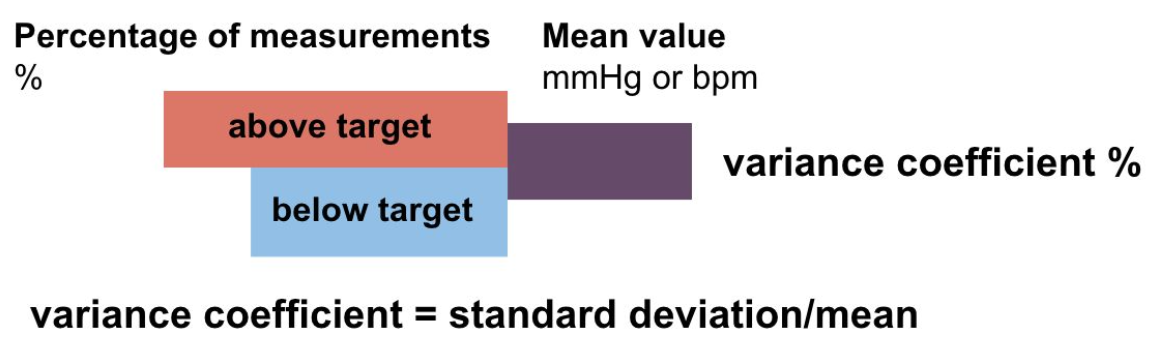 Percentage of measurements
%
Mean value
mmHg or bpm
above target
below target
variance coefficient %
variance coefficient = standard deviation/mean